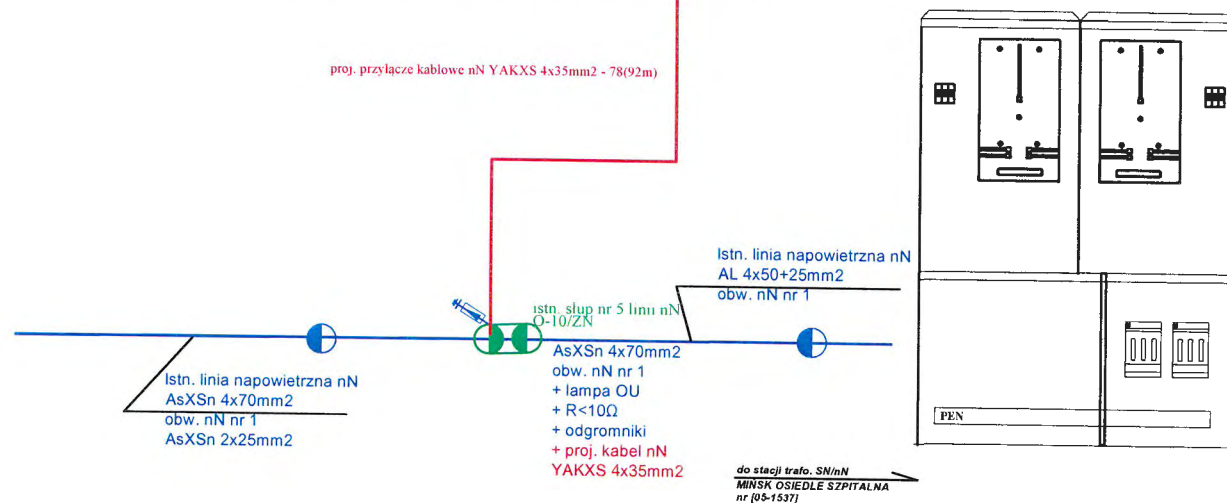 proj. przyłącze kablowe nN YAKXS 4x35mm2 - 78(92m)
Istn. linia napowietrzna nN
AL 4x50+25mm2
obw. nN nr 1
istn. słup nr 5 linii nN
O-10/ZN
AsXSn 4x70mm2
obw. nN nr 1
+ lampa OU
+ R<10Ω
+ odgromniki
+ proj. kabel nN
YAKXS 4x35mm2
Istn. linia napowietrzna nN
AsXSn 4x70mm2
obw. nN nr 1
AsXSn 2x25mm2
PEN
do stacji trafo. SN/nN
MIŃSK OSIEDLE SZPITALNA
nr [05-1537]